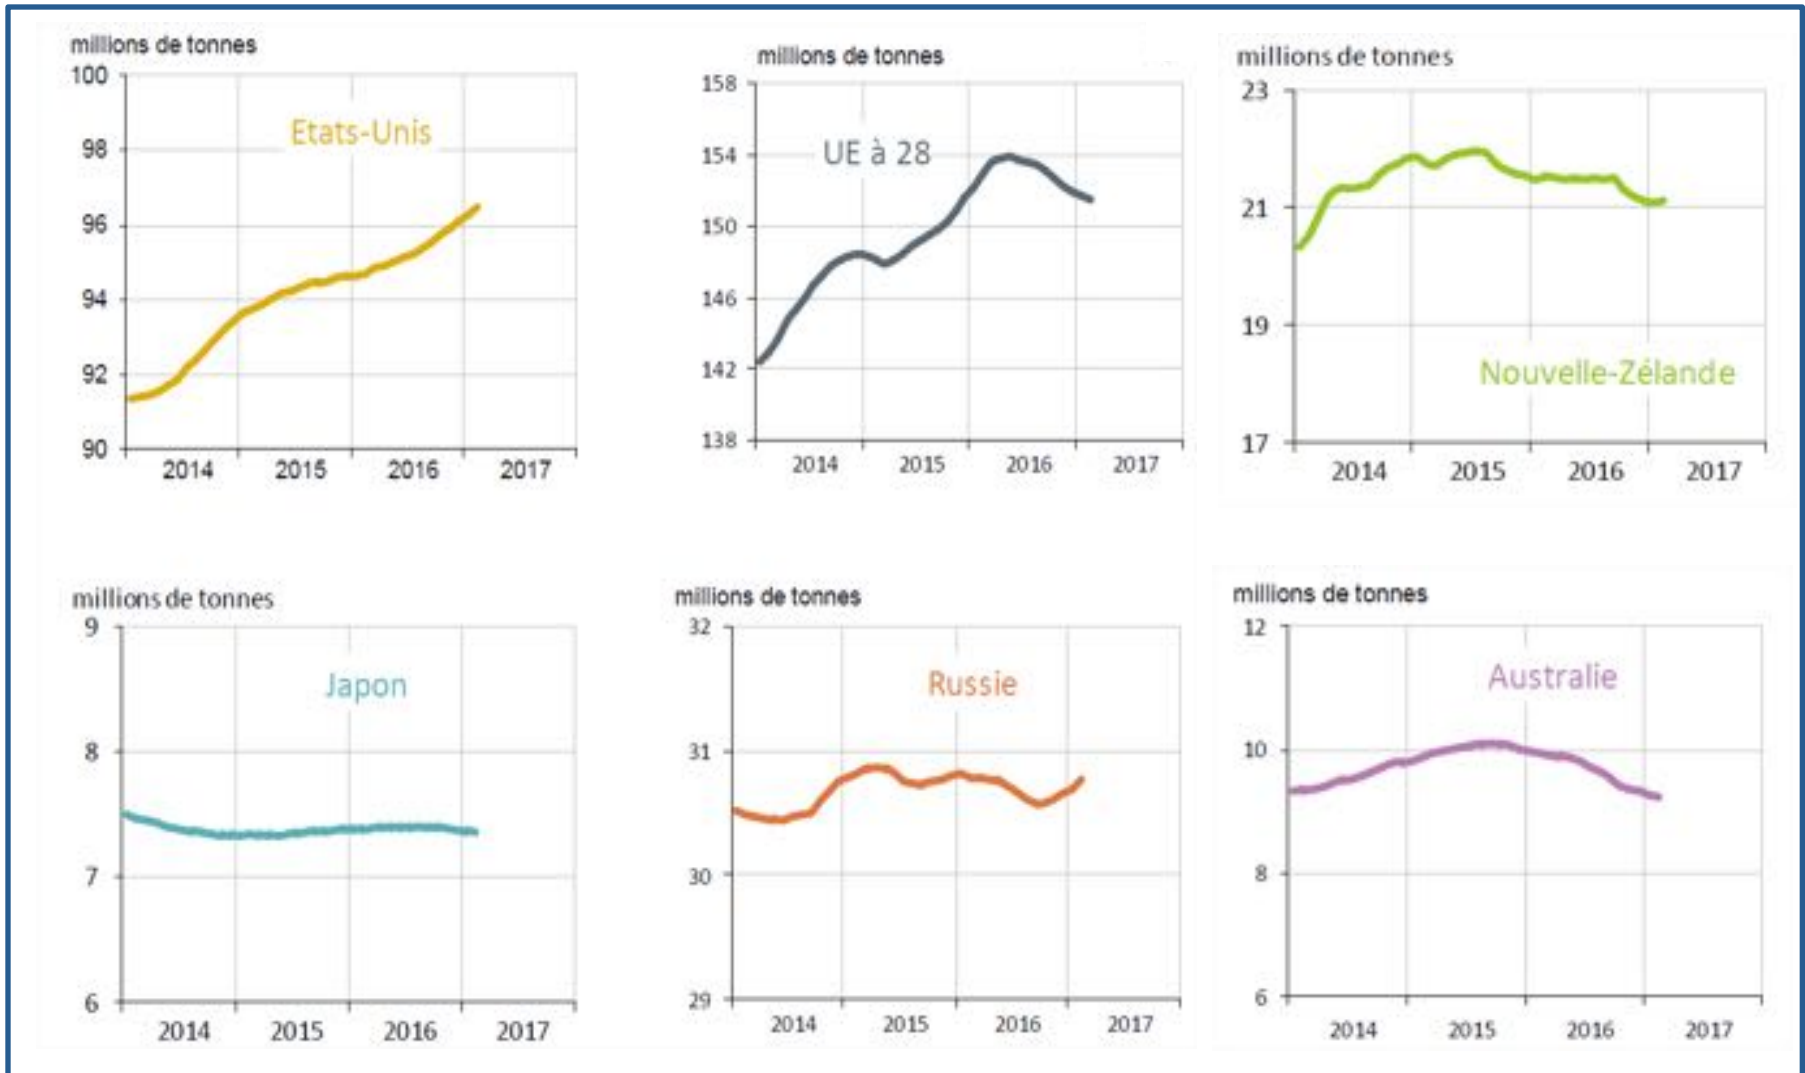 millions de tonnes
100
98
96
94
92
90
Etats-Unis
2014 2015 2016 2017
millions de tonnes
158
154
150
146
142
138
UE à 28
2014 2015 2016 2017
millions de tonnes
23
21
19
17
Nouvelle-Zélande
2014 2015 2016 2017
millions de tonnes
9
8
7
6
Japon
2014 2015 2016 2017
millions de tonnes
32
31
30
29
Russie
2014 2015 2016 2017
millions de tonnes
12
10
8
6
Australie
2014 2015 2016 2017